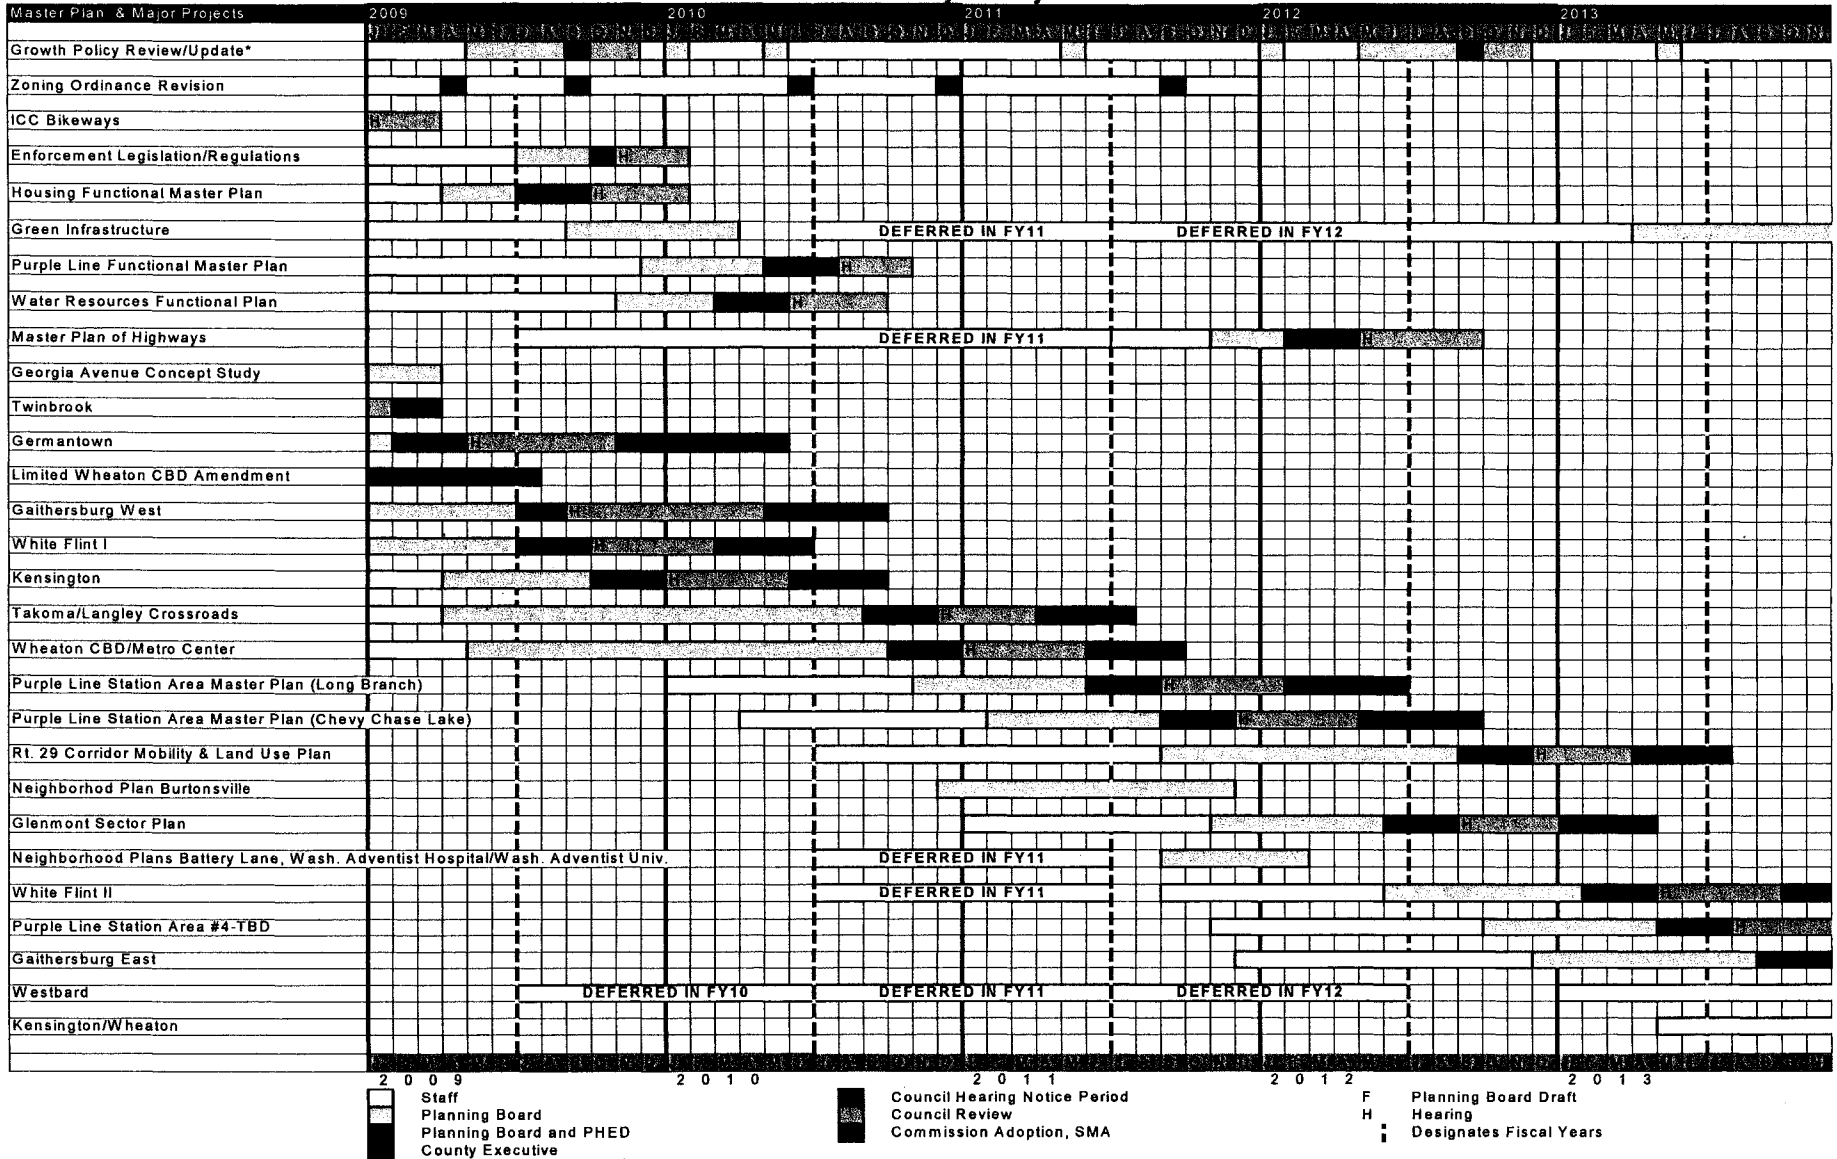 Master Plan & Major Projects 2009 2010 2011 2012 2013
Growth Policy Review/Update*
Zoning Ordinance Revision
ICC Bikeways H
Enforcement Legislation/Regulations H
Housing Functional Master Plan H
Green Infrastructure DEFERRED IN FY11 DEFERRED IN FY12
Purple Line Functional Master Plan H
Water Resources Functional Plan H
Master Plan of Highways DEFERRED IN FY11 H
Georgia Avenue Concept Study
Twinbrook
Germantown H
Limited Wheaton CBD Amendment
Gaithersburg West H
White Flint I H
Kensington H
Takoma/Langley Crossroads H
Wheaton CBD/Metro Center H
Purple Line Station Area Master Plan (Long Branch) H
Purple Line Station Area Master Plan (Chevy Chase Lake) H
Rt. 29 Corridor Mobility & Land Use Plan H
Neighborhod Plan Burtonsville
Glenmont Sector Plan H
Neighborhood Plans Battery Lane, Wash. Adventist Hospital/Wash. Adventist Univ. DEFERRED IN FY11
White Flint II DEFERRED IN FY11 H
Purple Line Station Area #4-TBD H
Gaithersburg East
Westbard DEFERRED IN FY10 DEFERRED IN FY11 DEFERRED IN FY12
Kensington/Wheaton
2 0 0 9 2 0 1 0 2 0 1 1 2 0 1 2 2 0 1 3
Staff Council Hearing Notice Period F Planning Board Draft
Planning Board Council Review H Hearing
Planning Board and PHED Commission Adoption, SMA Designates Fiscal Years
County Executive